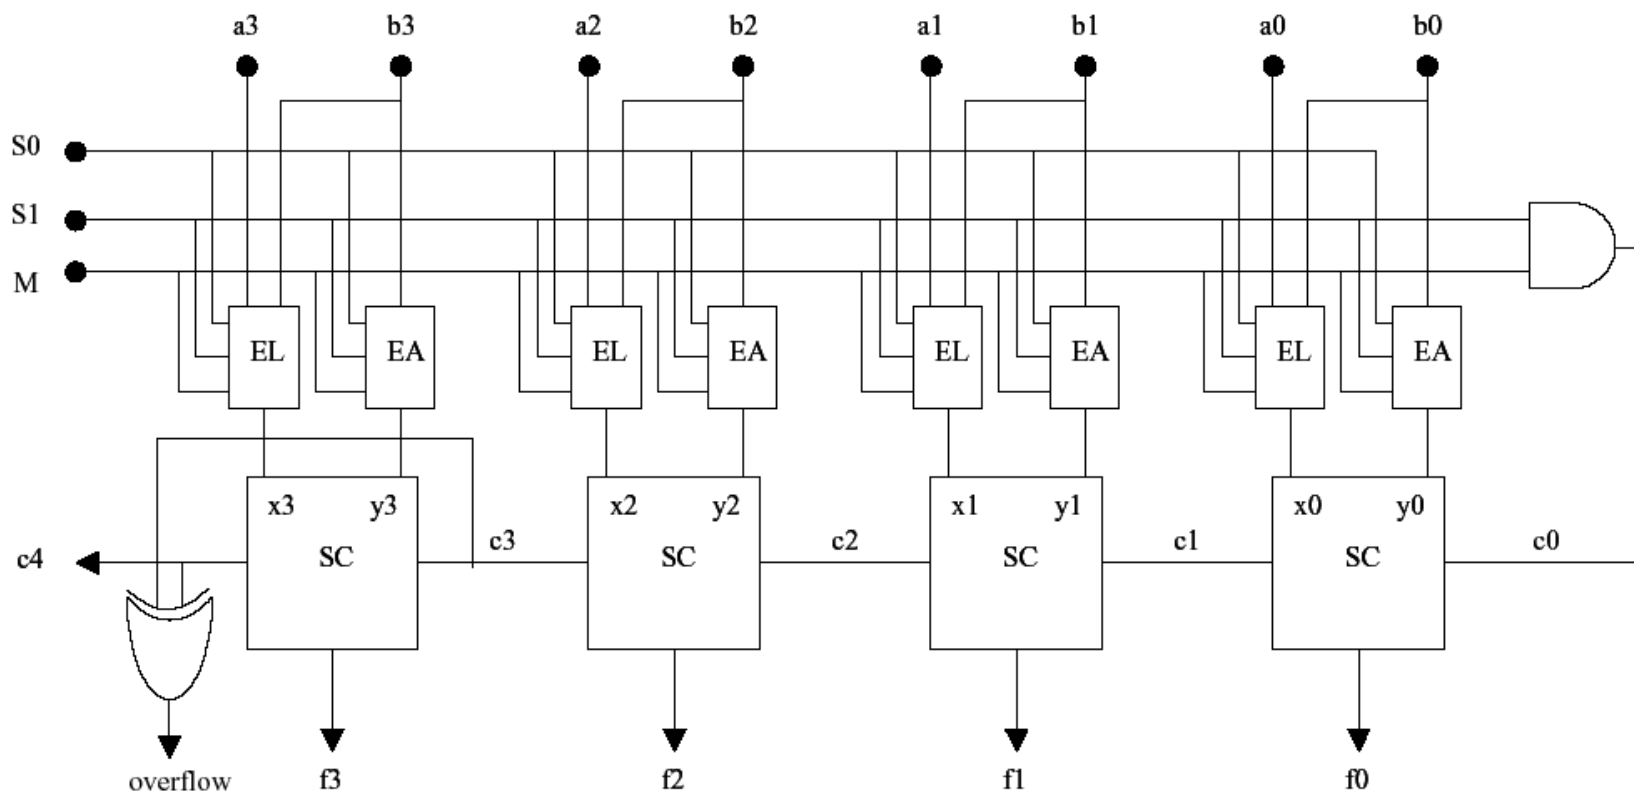 a3 b3 a2 b2 a1 b1 a0 b0
S0
S1
M
EL EA EL EA EL EA EL EA
x3 y3 x2 y2 x1 y1 x0 y0
c4 SC c3 SC c2 SC c1 SC c0
overflow f3 f2 f1 f0